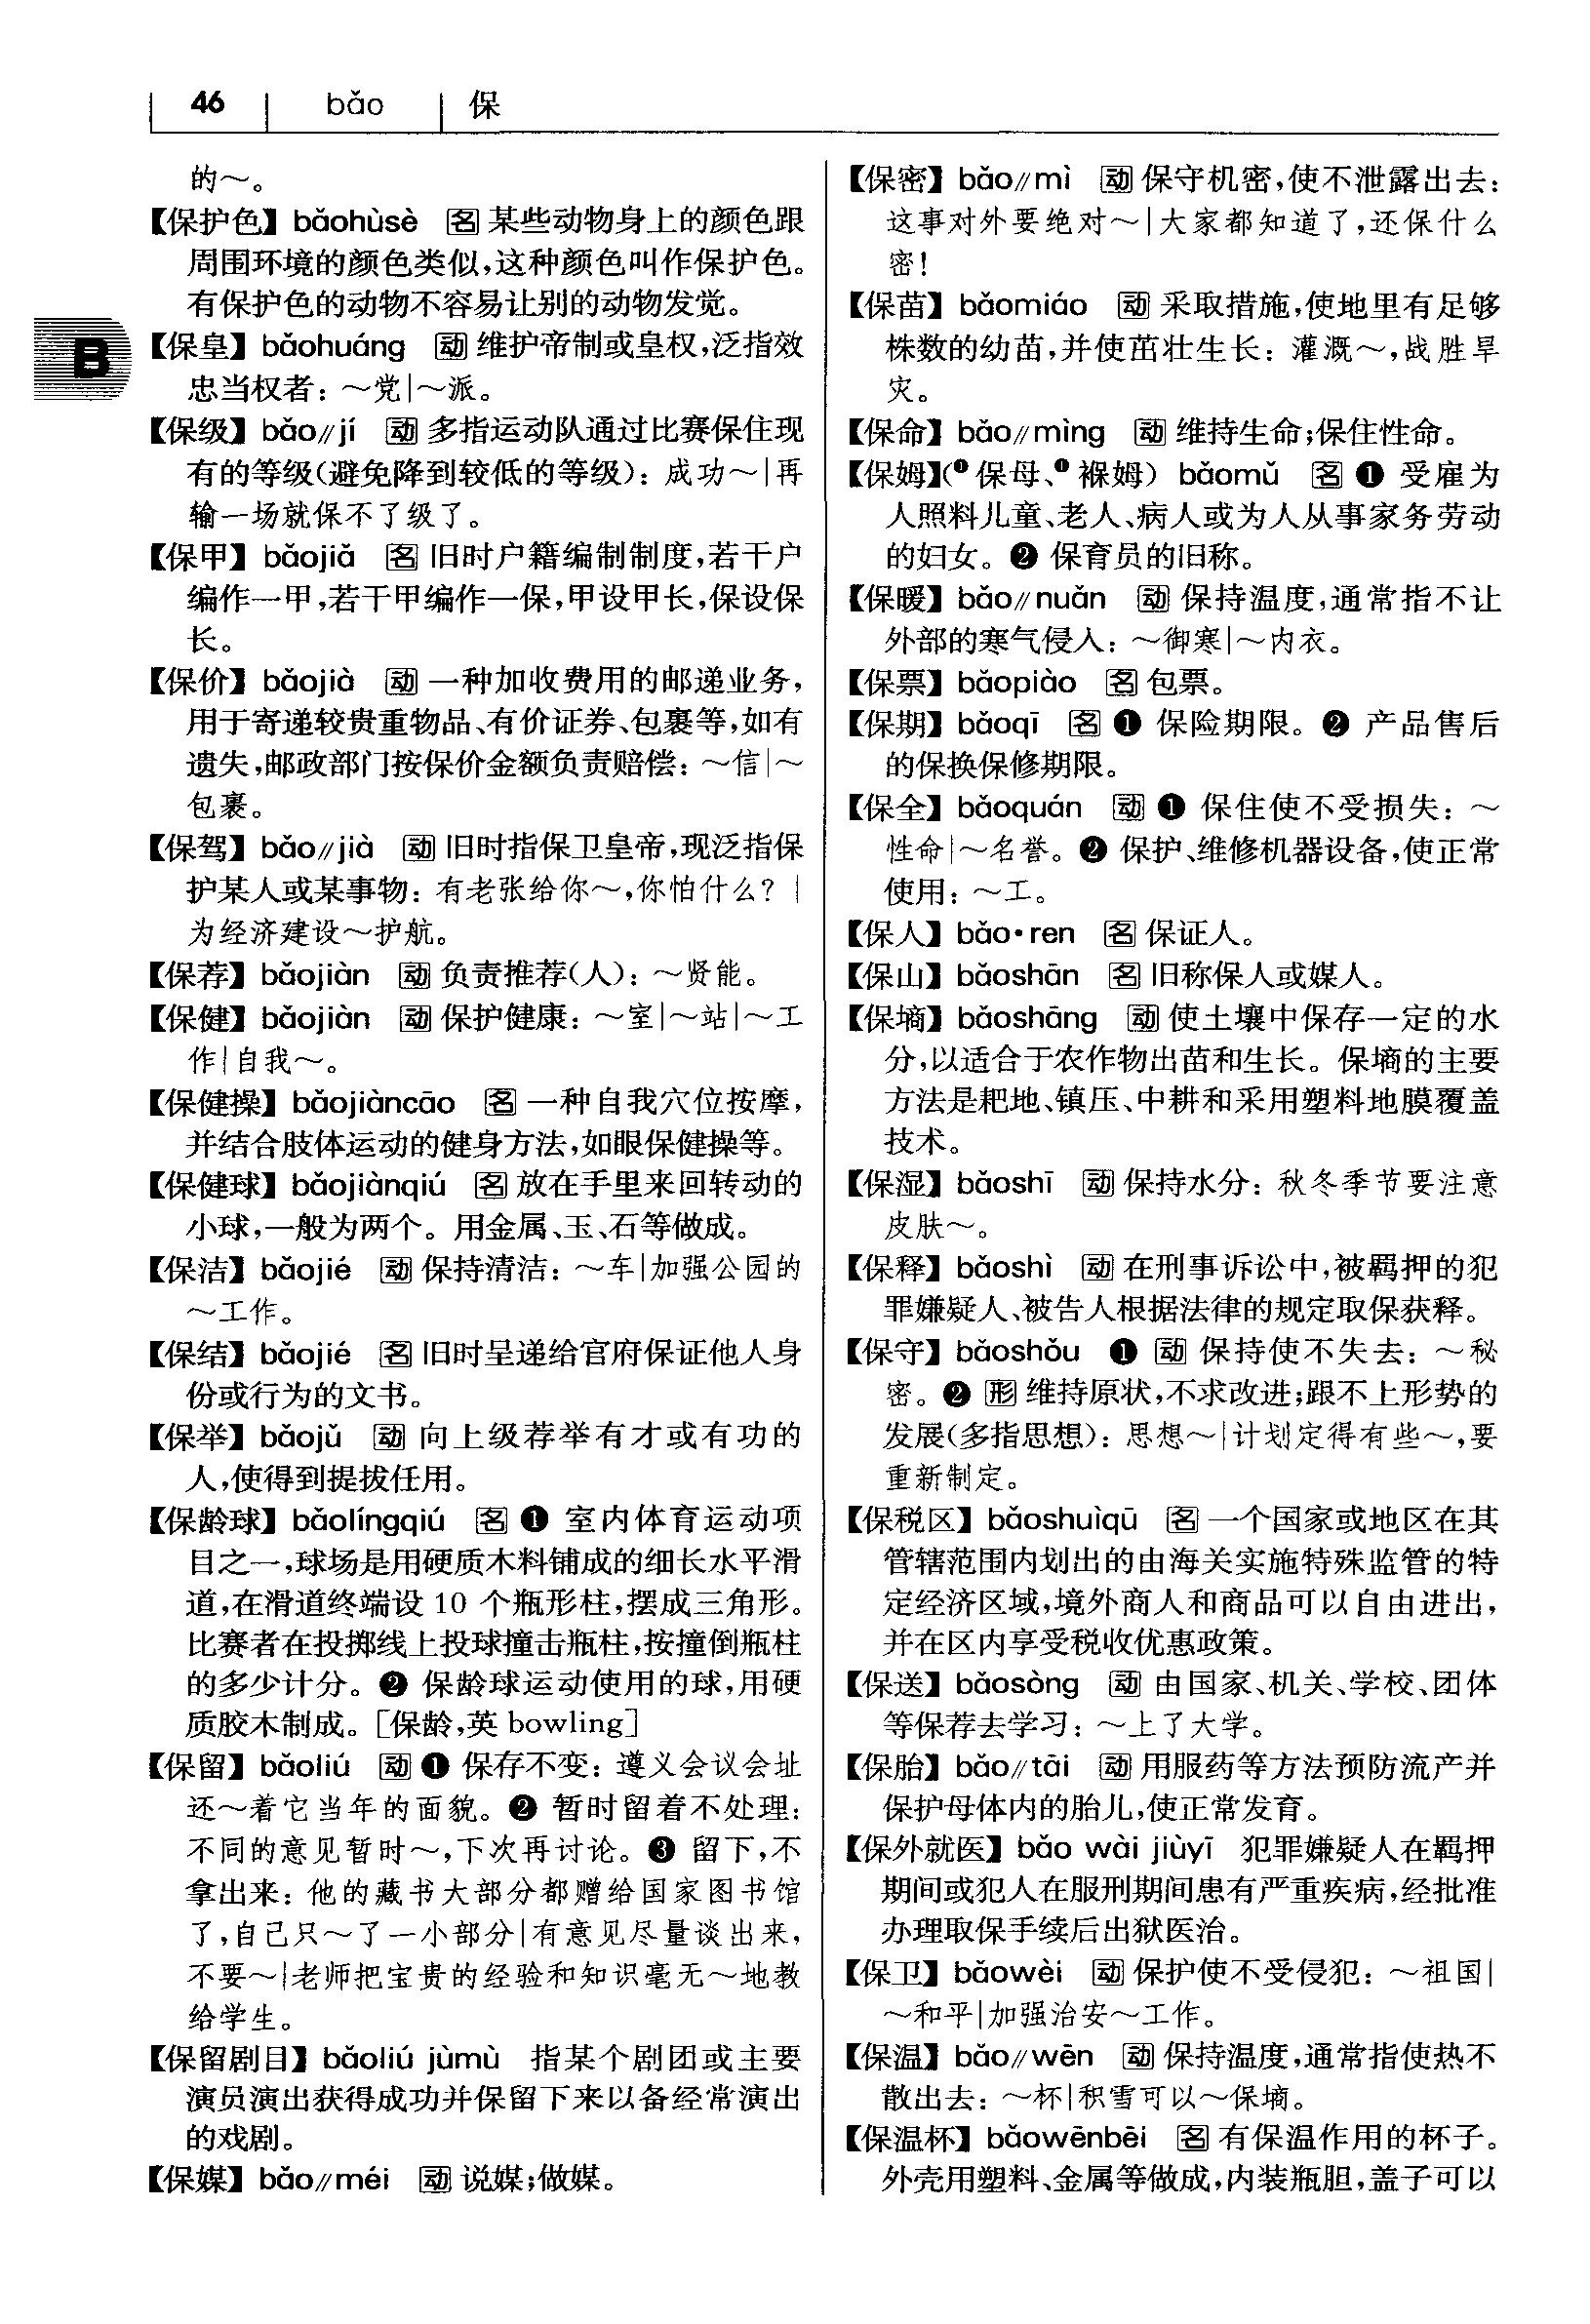 46 bǎo 保
的～。
【保护色】 bǎohùsè 名 某些动物身上的颜色跟
周围环境的颜色类似,这种颜色叫作保护色。
有保护色的动物不容易让别的动物发觉。
B
【保皇】 bǎohuáng 动 维护帝制或皇权,泛指效
忠当权者：～党|～派。
【保级】 bǎo∥jí 动 多指运动队通过比赛保住现
有的等级(避免降到较低的等级)：成功～|再
输一场就保不了级了。
【保甲】 bǎojiǎ 名 旧时户籍编制制度,若干户
编作一甲,若干甲编作一保,甲设甲长,保设保
长。
【保价】 bǎojià 动 一种加收费用的邮递业务,
用于寄递较贵重物品、有价证券、包裹等,如有
遗失,邮政部门按保价金额负责赔偿：～信|～
包裹。
【保驾】 bǎo∥jià 动 旧时指保卫皇帝,现泛指保
护某人或某事物：有老张给你～,你怕什么？|
为经济建设～护航。
【保荐】 bǎojiàn 动 负责推荐(人)：～贤能。
【保健】 bǎojiàn 动 保护健康：～室|～站|～工
作|自我～。
【保健操】 bǎojiàncāo 名 一种自我穴位按摩,
并结合肢体运动的健身方法,如眼保健操等。
【保健球】 bǎojiànqiú 名 放在手里来回转动的
小球,一般为两个。用金属、玉、石等做成。
【保洁】 bǎojié 动 保持清洁：～车|加强公园的
～工作。
【保结】 bǎojié 名 旧时呈递给官府保证他人身
份或行为的文书。
【保举】 bǎojǔ 动 向上级荐举有才或有功的
人,使得到提拔任用。
【保龄球】 bǎolíngqiú 名 ❶ 室内体育运动项
目之一,球场是用硬质木料铺成的细长水平滑
道,在滑道终端设 10 个瓶形柱,摆成三角形。
比赛者在投掷线上投球撞击瓶柱,按撞倒瓶柱
的多少计分。❷ 保龄球运动使用的球,用硬
质胶木制成。[保龄,英 bowling]
【保留】 bǎoliú 动 ❶ 保存不变：遵义会议会址
还～着它当年的面貌。❷ 暂时留着不处理：
不同的意见暂时～,下次再讨论。❸ 留下,不
拿出来：他的藏书大部分都赠给国家图书馆
了,自己只～了一小部分|有意见尽量谈出来,
不要～|老师把宝贵的经验和知识毫无～地教
给学生。
【保留剧目】 bǎoliú jùmù 指某个剧团或主要
演员演出获得成功并保留下来以备经常演出
的戏剧。
【保媒】 bǎo∥méi 动 说媒;做媒。
【保密】 bǎo∥mì 动 保守机密,使不泄露出去：
这事对外要绝对～|大家都知道了,还保什么
密！
【保苗】 bǎomiáo 动 采取措施,使地里有足够
株数的幼苗,并使茁壮生长：灌溉～,战胜旱
灾。
【保命】 bǎo∥mìng 动 维持生命;保住性命。
【保姆】(❶保母、❶褓姆) bǎomǔ 名 ❶ 受雇为
人照料儿童、老人、病人或为人从事家务劳动
的妇女。❷ 保育员的旧称。
【保暖】 bǎo∥nuǎn 动 保持温度,通常指不让
外部的寒气侵入：～御寒|～内衣。
【保票】 bǎopiào 名 包票。
【保期】 bǎoqī 名 ❶ 保险期限。❷ 产品售后
的保换保修期限。
【保全】 bǎoquán 动 ❶ 保住使不受损失：～
性命|～名誉。❷ 保护、维修机器设备,使正常
使用：～工。
【保人】 bǎo·ren 名 保证人。
【保山】 bǎoshān 名 旧称保人或媒人。
【保墒】 bǎoshāng 动 使土壤中保存一定的水
分,以适合于农作物出苗和生长。保墒的主要
方法是耙地、镇压、中耕和采用塑料地膜覆盖
技术。
【保湿】 bǎoshī 动 保持水分：秋冬季节要注意
皮肤～。
【保释】 bǎoshì 动 在刑事诉讼中,被羁押的犯
罪嫌疑人、被告人根据法律的规定取保获释。
【保守】 bǎoshǒu ❶ 动 保持使不失去：～秘
密。❷ 形 维持原状,不求改进;跟不上形势的
发展(多指思想)：思想～|计划定得有些～,要
重新制定。
【保税区】 bǎoshuìqū 名 一个国家或地区在其
管辖范围内划出的由海关实施特殊监管的特
定经济区域,境外商人和商品可以自由进出,
并在区内享受税收优惠政策。
【保送】 bǎosòng 动 由国家、机关、学校、团体
等保荐去学习：～上了大学。
【保胎】 bǎo∥tāi 动 用服药等方法预防流产并
保护母体内的胎儿,使正常发育。
【保外就医】 bǎo wài jiùyī 犯罪嫌疑人在羁押
期间或犯人在服刑期间患有严重疾病,经批准
办理取保手续后出狱医治。
【保卫】 bǎowèi 动 保护使不受侵犯：～祖国|
～和平|加强治安～工作。
【保温】 bǎo∥wēn 动 保持温度,通常指使热不
散出去：～杯|积雪可以～保墒。
【保温杯】 bǎowēnbēi 名 有保温作用的杯子。
外壳用塑料、金属等做成,内装瓶胆,盖子可以